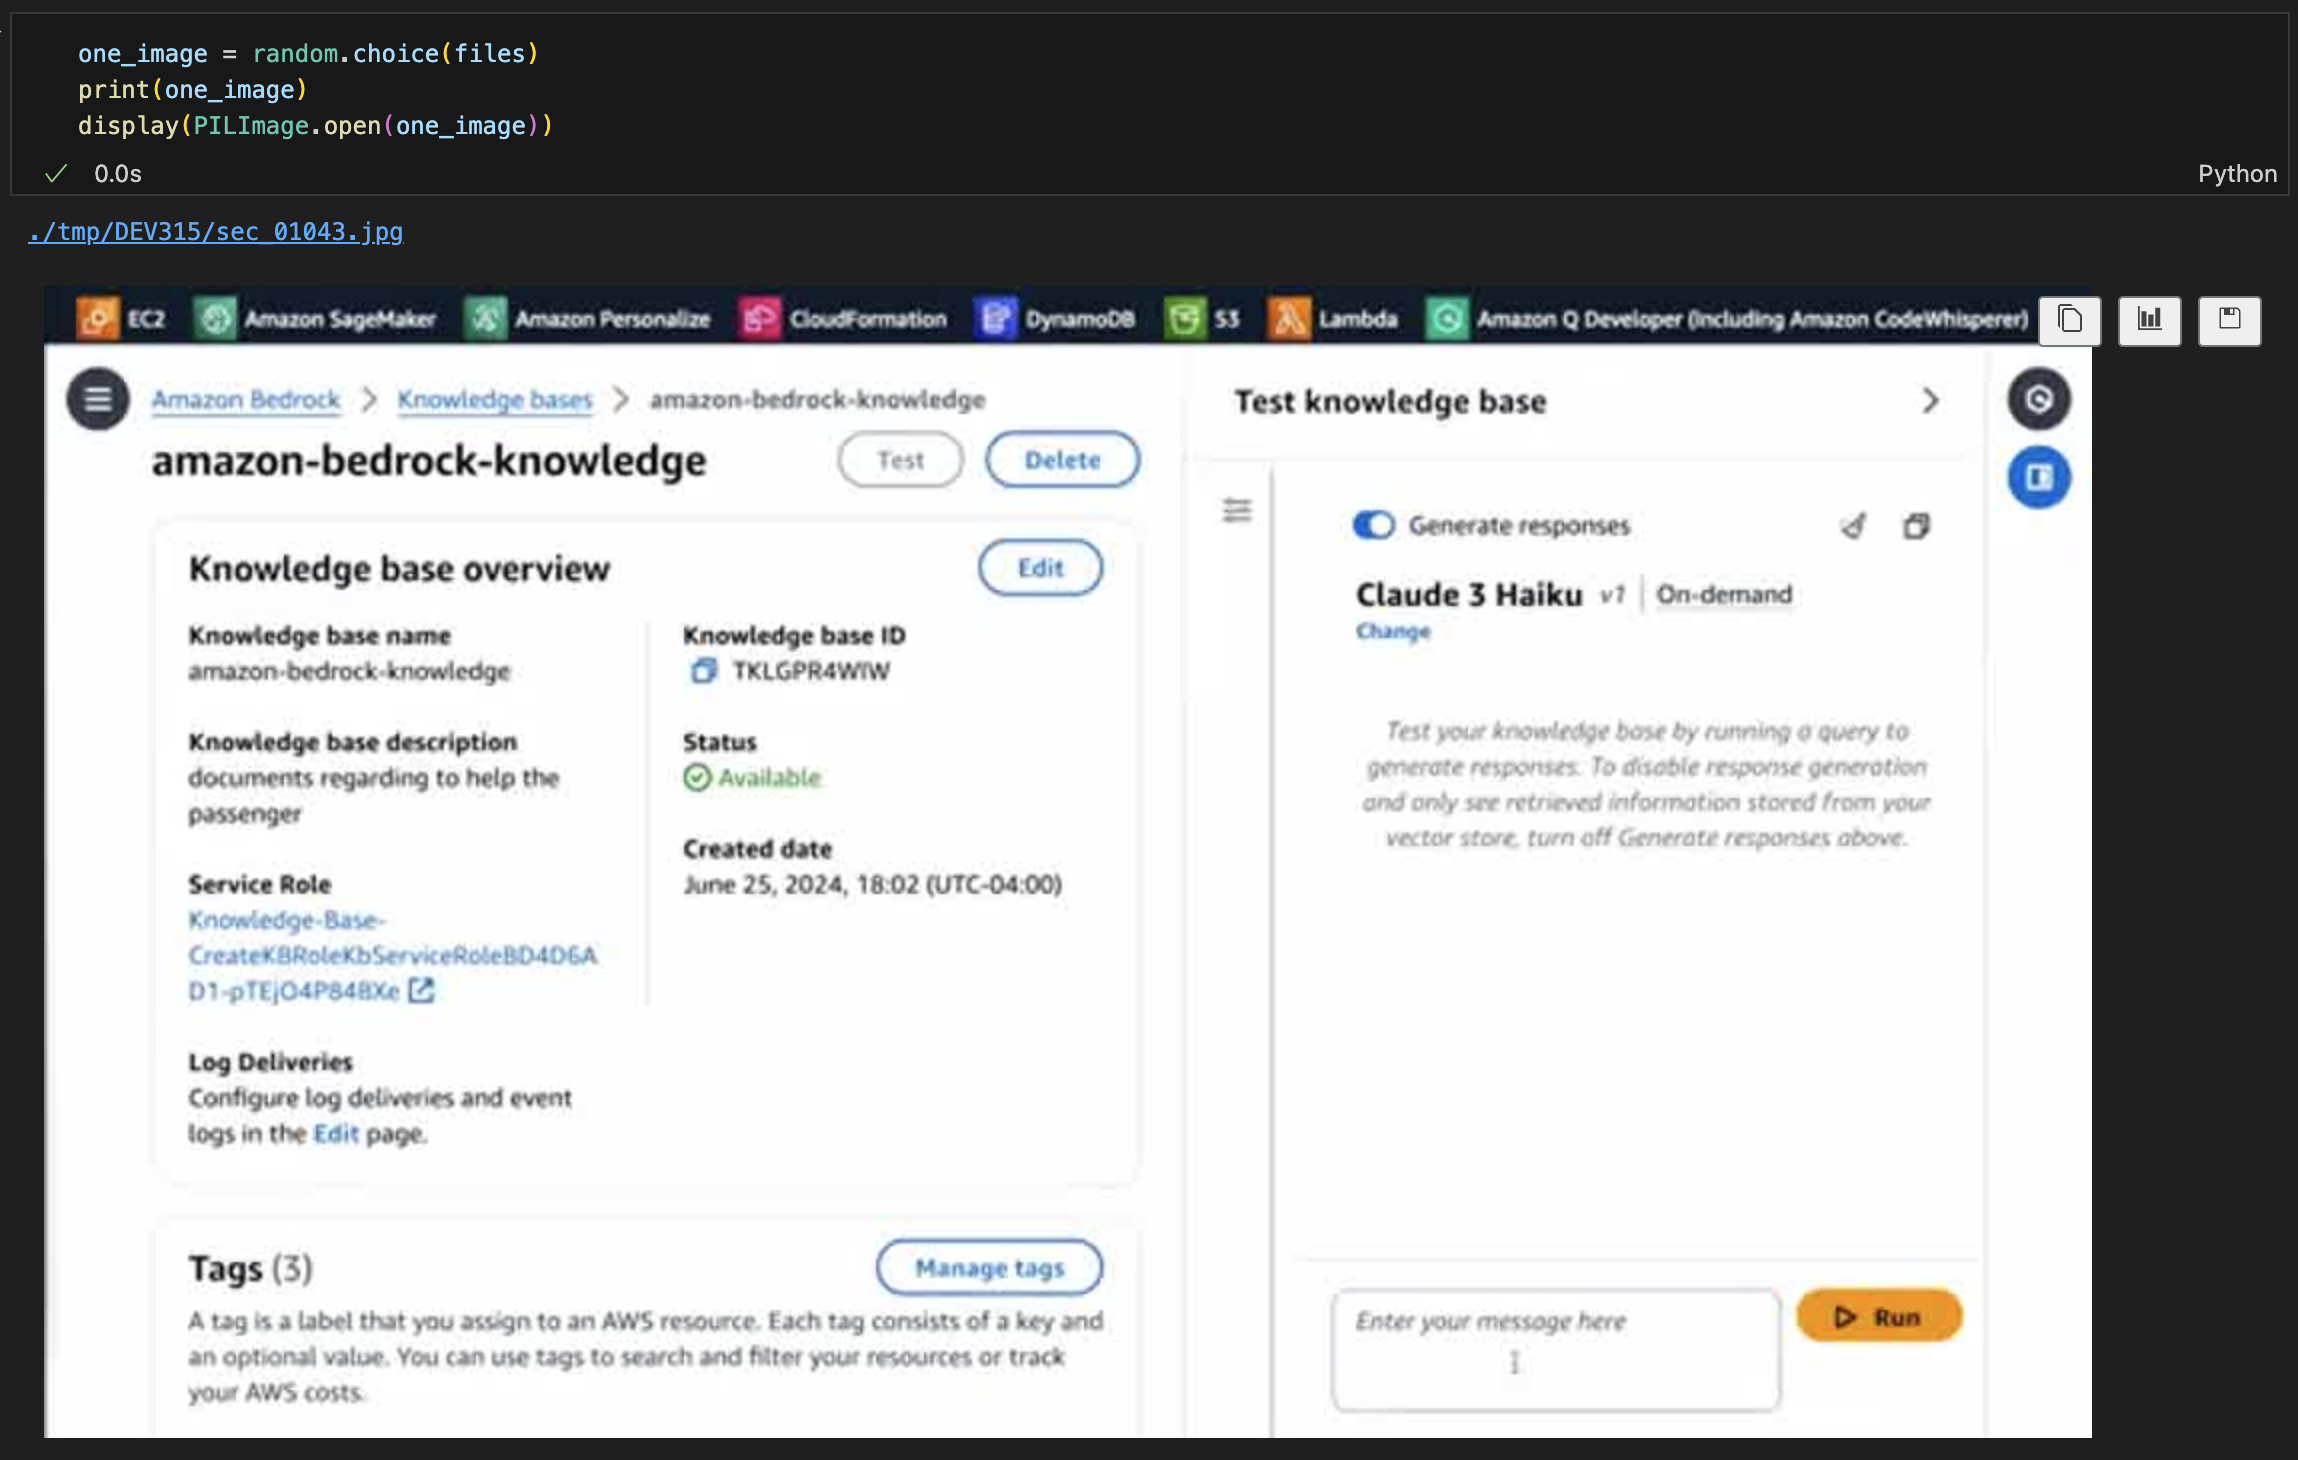 one_image = random.choice(files)
print(one_image)
display(PILImage.open(one_image))
0.0s
Python
./tmp/DEV315/sec_01043.jpg
EC2 Amazon SageMaker Amazon Personalize CloudFormation DynamoDB S3 Lambda Amazon Q Developer (Including Amazon CodeWhisperer)
Amazon Bedrock > Knowledge bases > amazon-bedrock-knowledge
amazon-bedrock-knowledge
Test
Delete
Knowledge base overview
Edit
Knowledge base name
amazon-bedrock-knowledge
Knowledge base description
documents regarding to help the
passenger
Service Role
Knowledge-Base-
CreateKBRoleKbServiceRoleBD4D6A
D1-pTEjO4P84BXe
Log Deliveries
Configure log deliveries and event
logs in the Edit page.
Knowledge base ID
TKLGPR4WIW
Status
Available
Created date
June 25, 2024, 18:02 (UTC-04:00)
Tags (3)
Manage tags
A tag is a label that you assign to an AWS resource. Each tag consists of a key and
an optional value. You can use tags to search and filter your resources or track
your AWS costs.
Test knowledge base
Generate responses
Claude 3 Haiku v1 | On-demand
Change
Test your knowledge base by running a query to
generate responses. To disable response generation
and only see retrieved information stored from your
vector store, turn off Generate responses above.
Enter your message here
Run